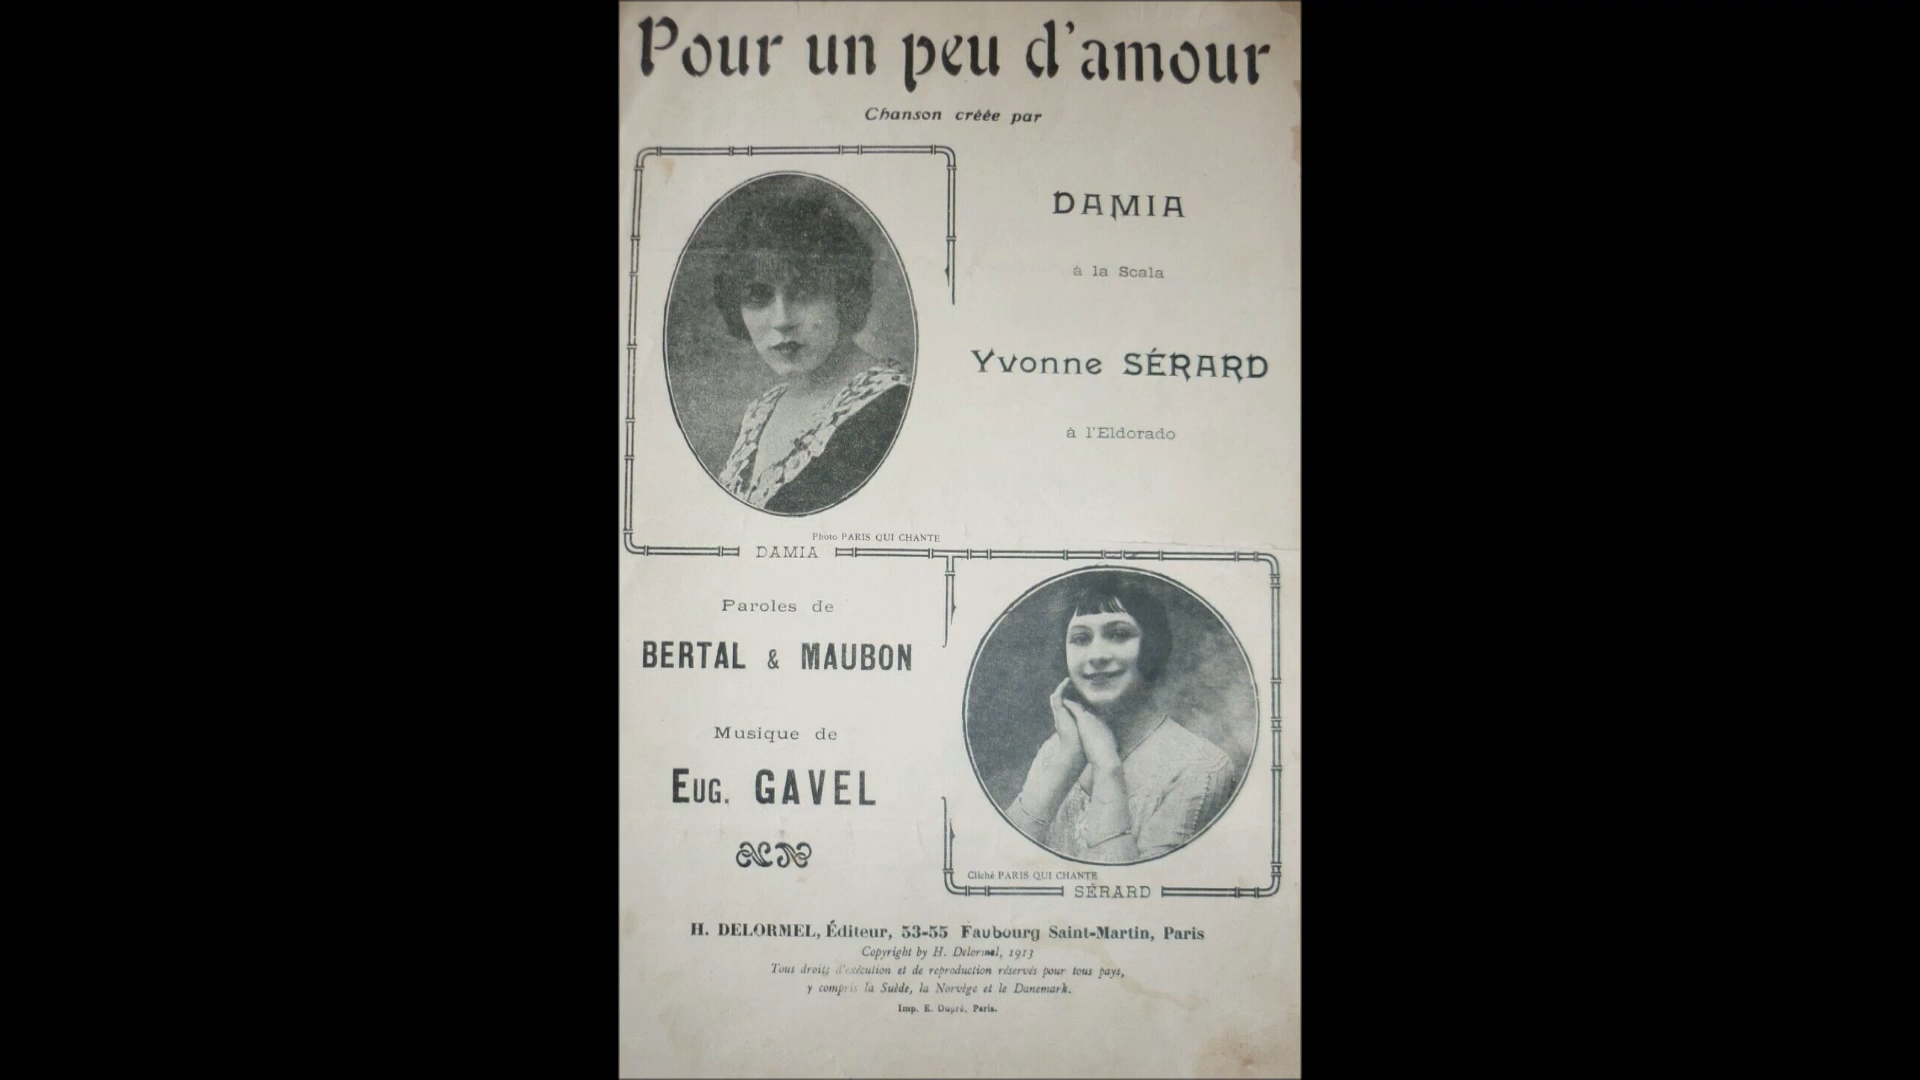 Pour un peu d'amour
Chanson créée par
DAMIA
à la Scala
Yvonne SÉRARD
à l'Eldorado
Photo PARIS QUI CHANTE
DAMIA
Paroles de
BERTAL & MAUBON
Musique de
EUG. GAVEL
Cliché PARIS QUI CHANTE
SÉRARD
H. DELORMEL, Éditeur, 53-55 Faubourg Saint-Martin, Paris
Copyright by H. Delormel, 1913
Tous droits d'exécution et de reproduction réservés pour tous pays,
y compris la Suède, la Norvège et le Danemark.
Imp. E. Dupré, Paris.